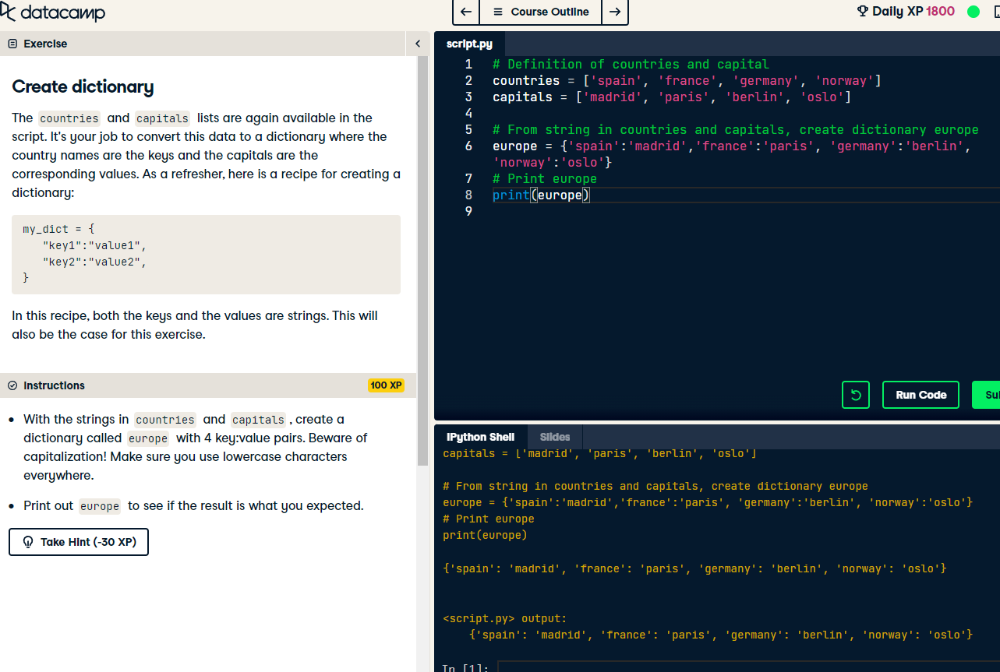 datacamp
Course Outline
Daily XP 1800
Exercise
Create dictionary
The countries and capitals lists are again available in the
script. It's your job to convert this data to a dictionary where the
country names are the keys and the capitals are the
corresponding values. As a refresher, here is a recipe for creating a
dictionary:
my_dict = {
   "key1":"value1",
   "key2":"value2",
}
In this recipe, both the keys and the values are strings. This will
also be the case for this exercise.
Instructions
100 XP
With the strings in countries and capitals , create a
dictionary called europe with 4 key:value pairs. Beware of
capitalization! Make sure you use lowercase characters
everywhere.
Print out europe to see if the result is what you expected.
Take Hint (-30 XP)
script.py
1 # Definition of countries and capital
2 countries = ['spain', 'france', 'germany', 'norway']
3 capitals = ['madrid', 'paris', 'berlin', 'oslo']
4
5 # From string in countries and capitals, create dictionary europe
6 europe = {'spain':'madrid','france':'paris', 'germany':'berlin',
'norway':'oslo'}
7 # Print europe
8 print(europe)
9
Run Code
IPython Shell
Slides
capitals = ['madrid', 'paris', 'berlin', 'oslo']
# From string in countries and capitals, create dictionary europe
europe = {'spain':'madrid','france':'paris', 'germany':'berlin', 'norway':'oslo'}
# Print europe
print(europe)
{'spain': 'madrid', 'france': 'paris', 'germany': 'berlin', 'norway': 'oslo'}
<script.py> output:
    {'spain': 'madrid', 'france': 'paris', 'germany': 'berlin', 'norway': 'oslo'}
In [1]: